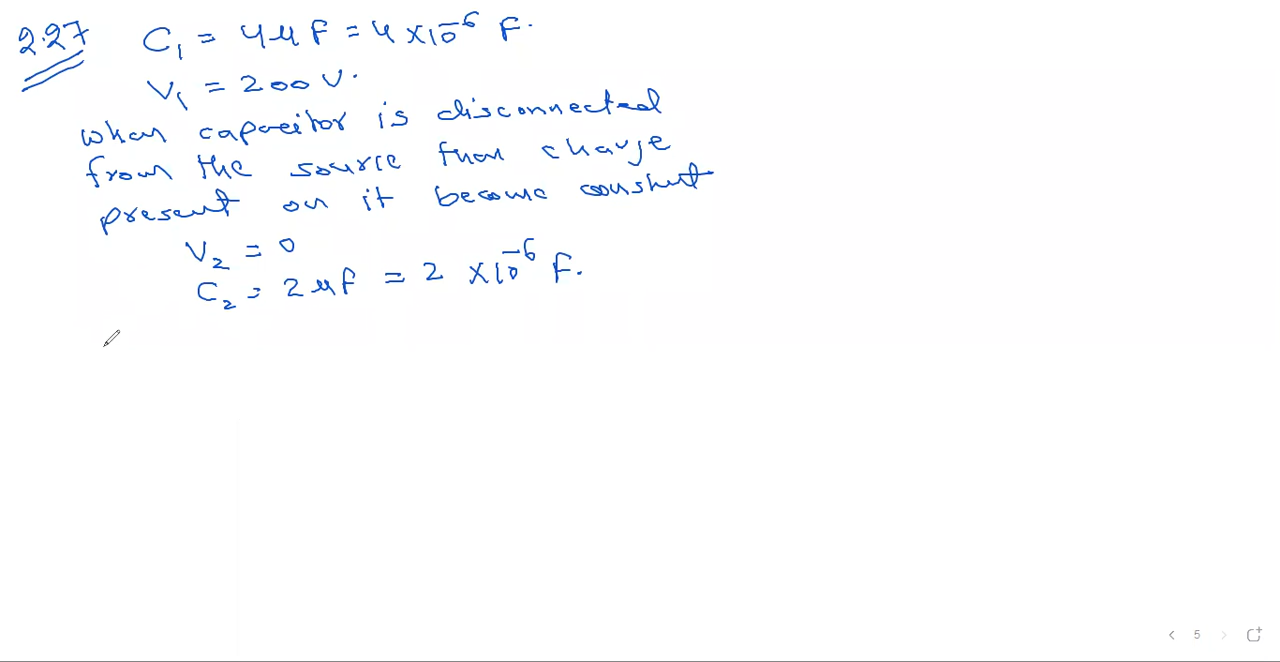 2.27 C₁ = 4μF = 4 × 10⁻⁶ F.
V₁ = 200 V.
when capacitor is disconnected
from the source then charge
present on it become constant
V₂ = 0
C₂ = 2μF = 2 × 10⁻⁶ F.
5